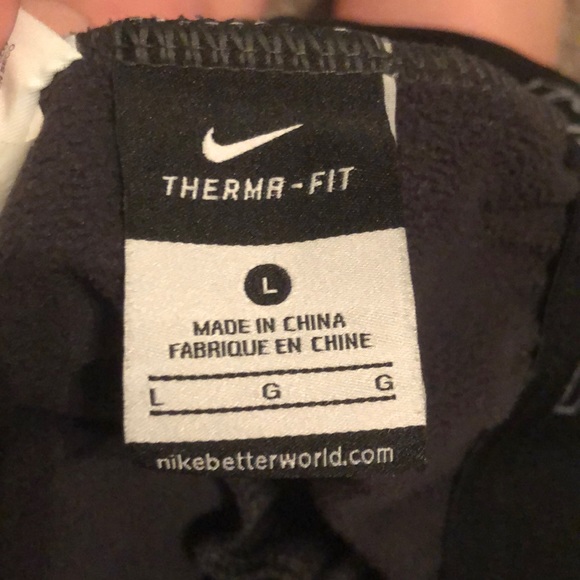 THERMA-FIT
L
MADE IN CHINA
FABRIQUE EN CHINE
L G G
nikebetterworld.com